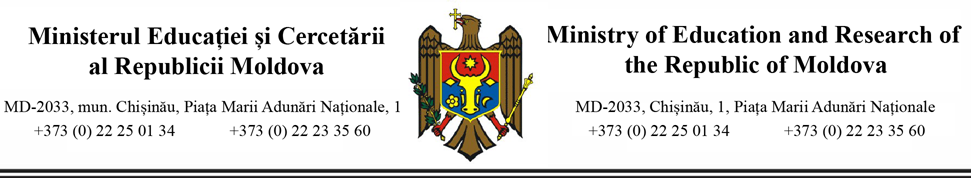 Ministerul Educației și Cercetării
al Republicii Moldova
MD-2033, mun. Chișinău, Piața Marii Adunări Naționale, 1
+373 (0) 22 25 01 34 +373 (0) 22 23 35 60
Ministry of Education and Research of
the Republic of Moldova
MD-2033, Chișinău, 1, Piața Marii Adunări Naționale
+373 (0) 22 25 01 34 +373 (0) 22 23 35 60